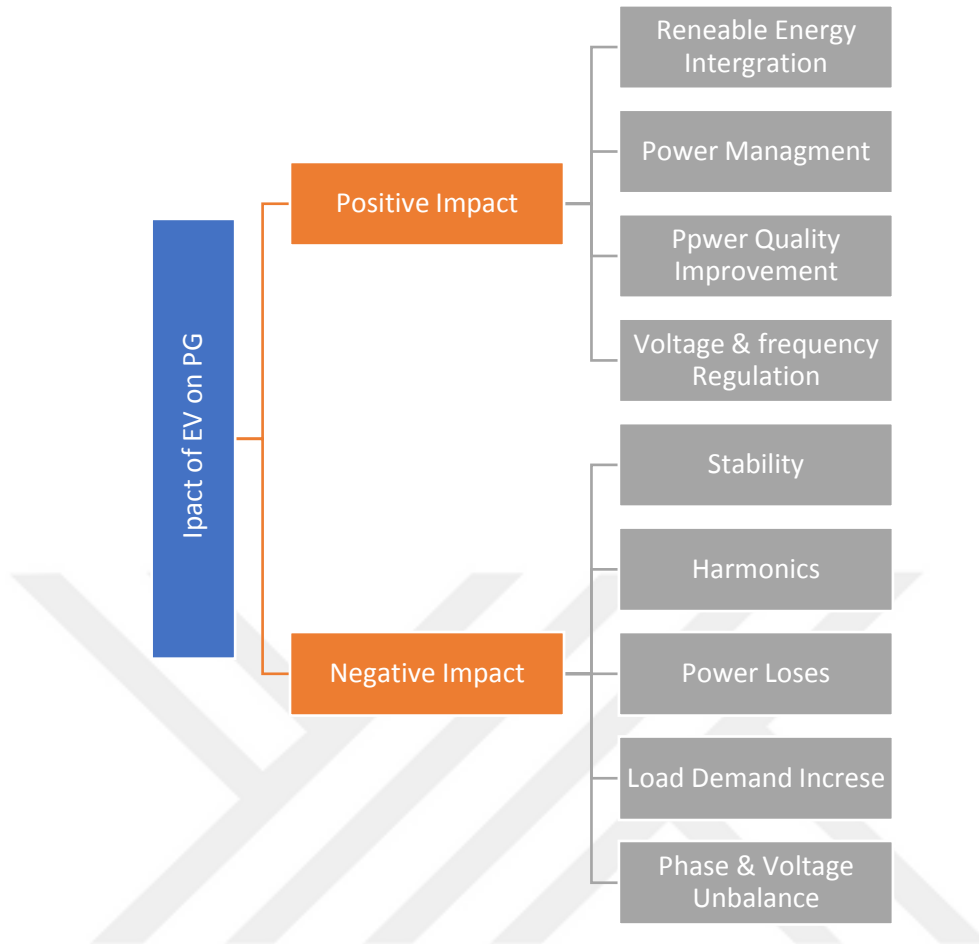 Ipact of EV on PG
Positive Impact
Reneable Energy
Intergration
Power Managment
Ppwer Quality
Improvement
Voltage & frequency
Regulation
Negative Impact
Stability
Harmonics
Power Loses
Load Demand Increse
Phase & Voltage
Unbalance